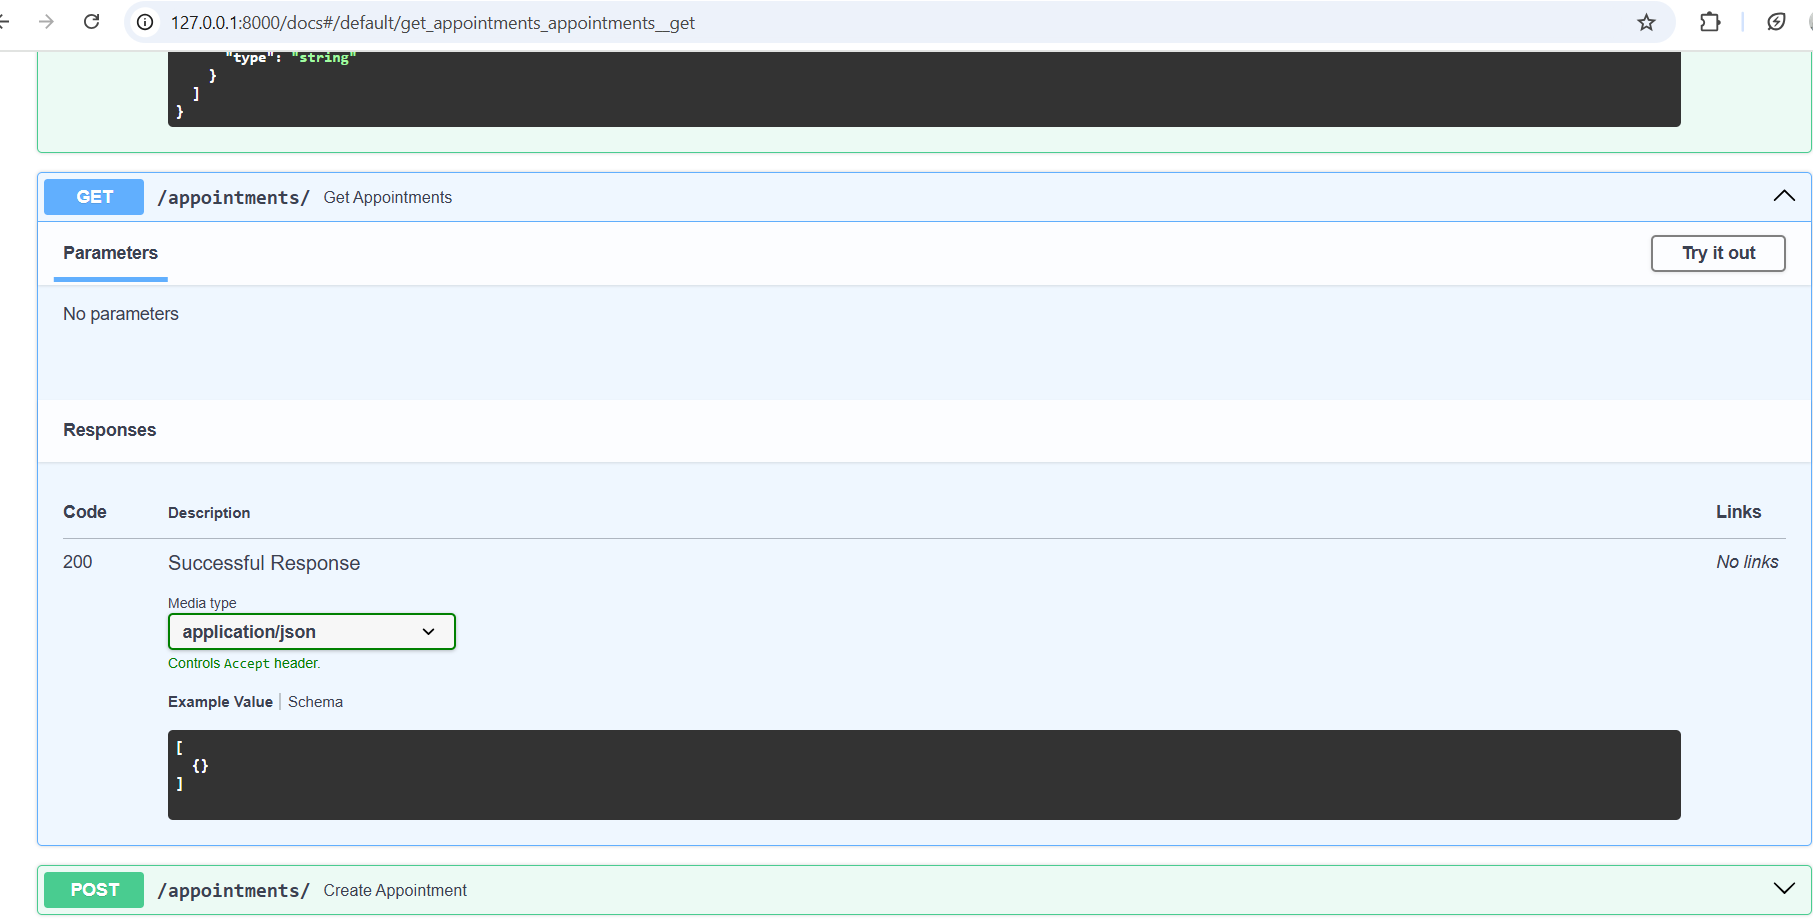 127.0.0.1:8000/docs#/default/get_appointments_appointments__get
"type": "string"
}
]
}
GET /appointments/ Get Appointments
Parameters
Try it out
No parameters
Responses
Code Description Links
200 Successful Response No links
Media type
application/json
Controls Accept header.
Example Value | Schema
[
{}
]
POST /appointments/ Create Appointment